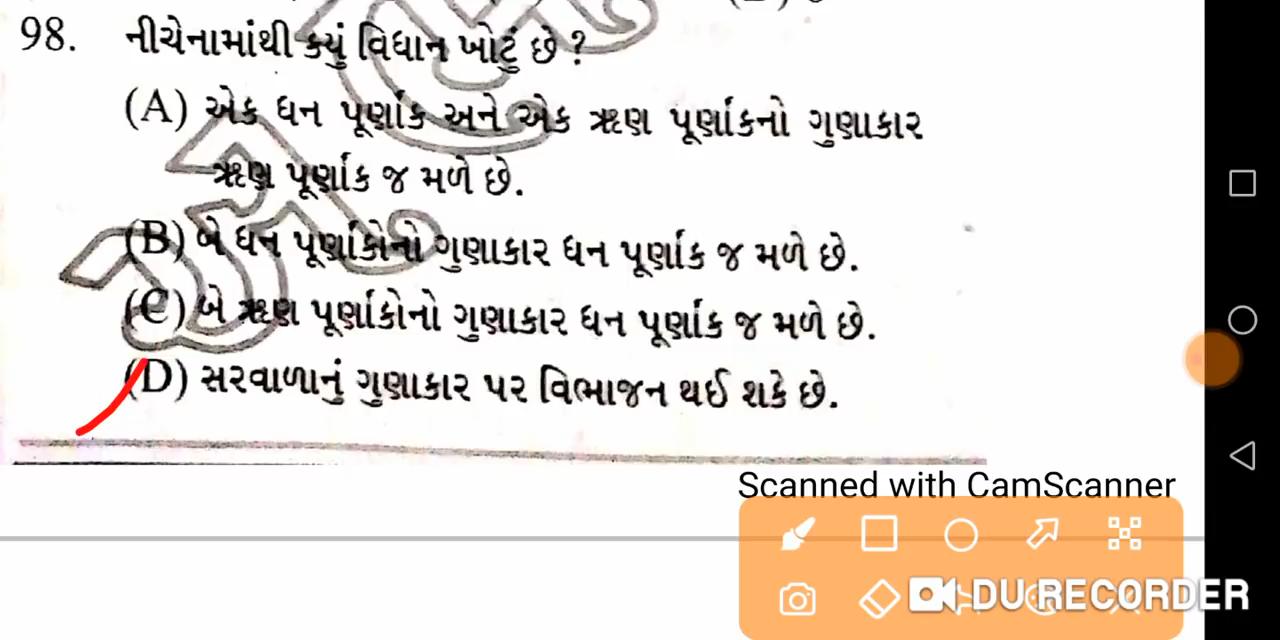 98. નીચેનામાંથી કયું વિધાન ખોટું છે ?
(A) એક ધન પૂર્ણાંક અને એક ઋણ પૂર્ણાંકનો ગુણાકાર
ઋણ પૂર્ણાંક જ મળે છે.
(B) બે ધન પૂર્ણાંકોનો ગુણાકાર ધન પૂર્ણાંક જ મળે છે.
(C) બે ઋણ પૂર્ણાંકોનો ગુણાકાર ધન પૂર્ણાંક જ મળે છે.
(D) સરવાળાનું ગુણાકાર પર વિભાજન થઈ શકે છે.
Scanned with CamScanner
DU RECORDER